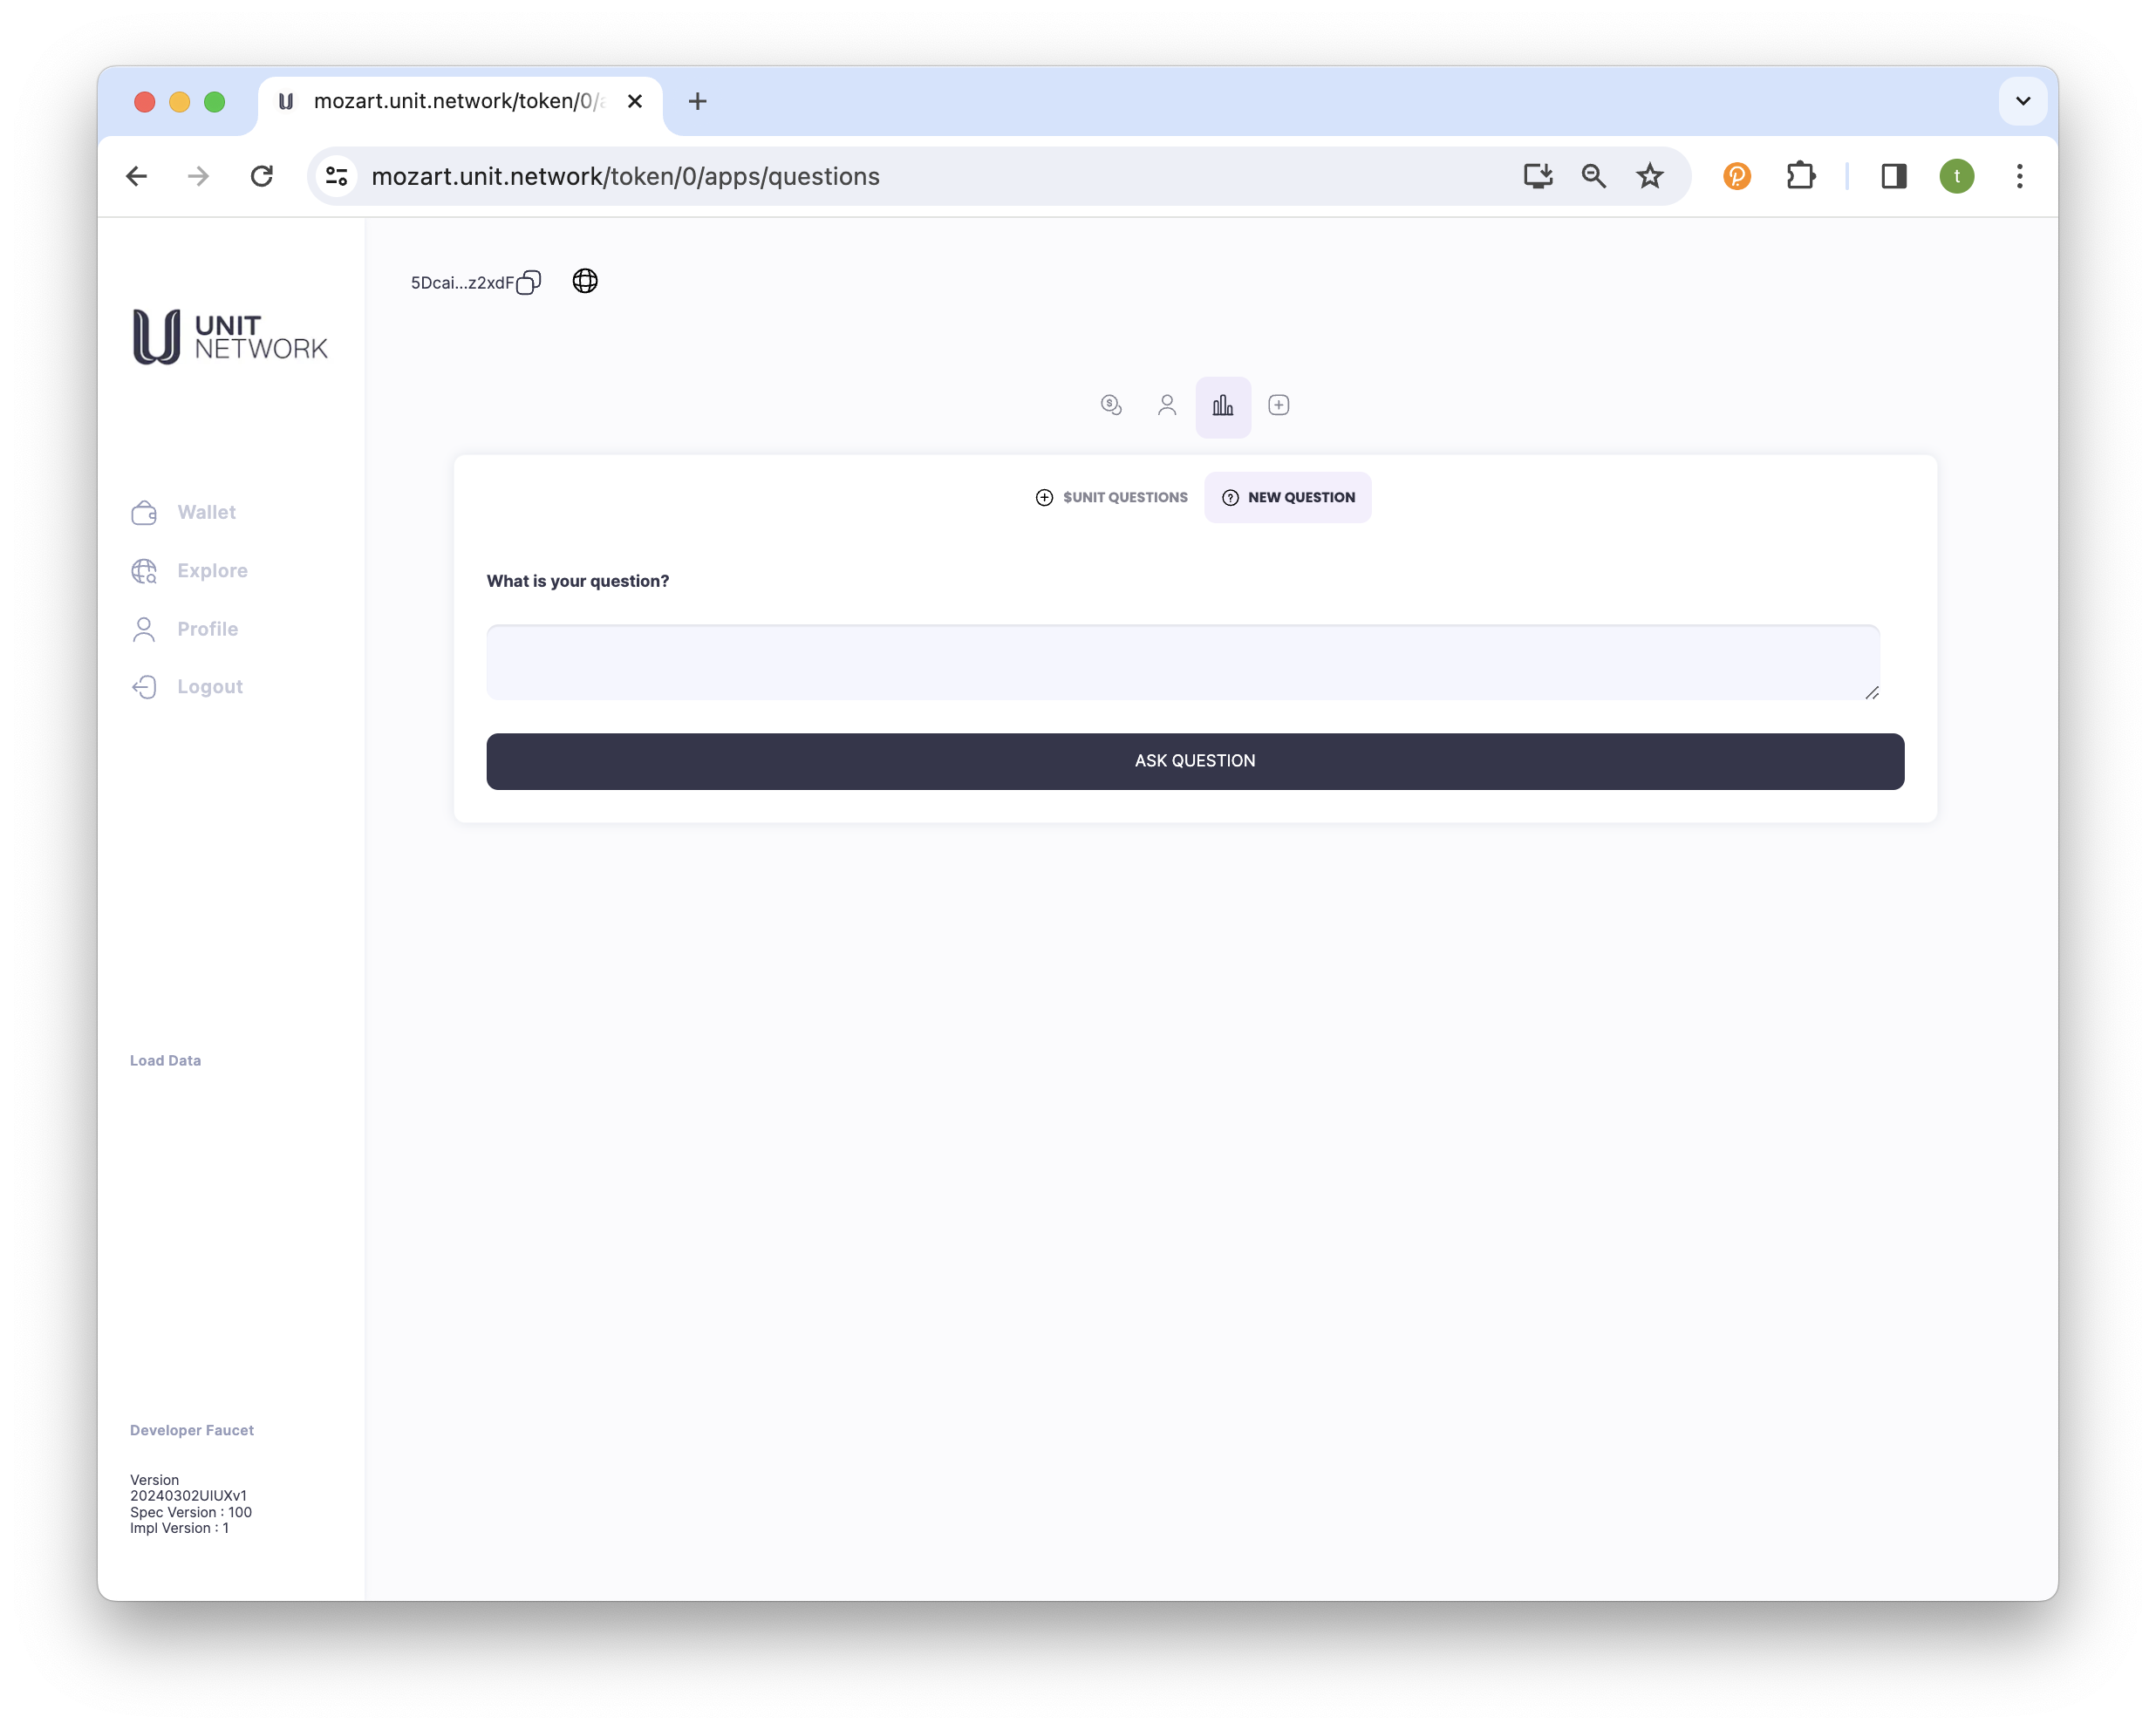 mozart.unit.network/token/0/a
mozart.unit.network/token/0/apps/questions
t
UNIT
NETWORK
5Dcai...z2xdF
Wallet
Explore
Profile
Logout
$UNIT QUESTIONS
NEW QUESTION
What is your question?
ASK QUESTION
Load Data
Developer Faucet
Version
20240302UIUXv1
Spec Version : 100
Impl Version : 1